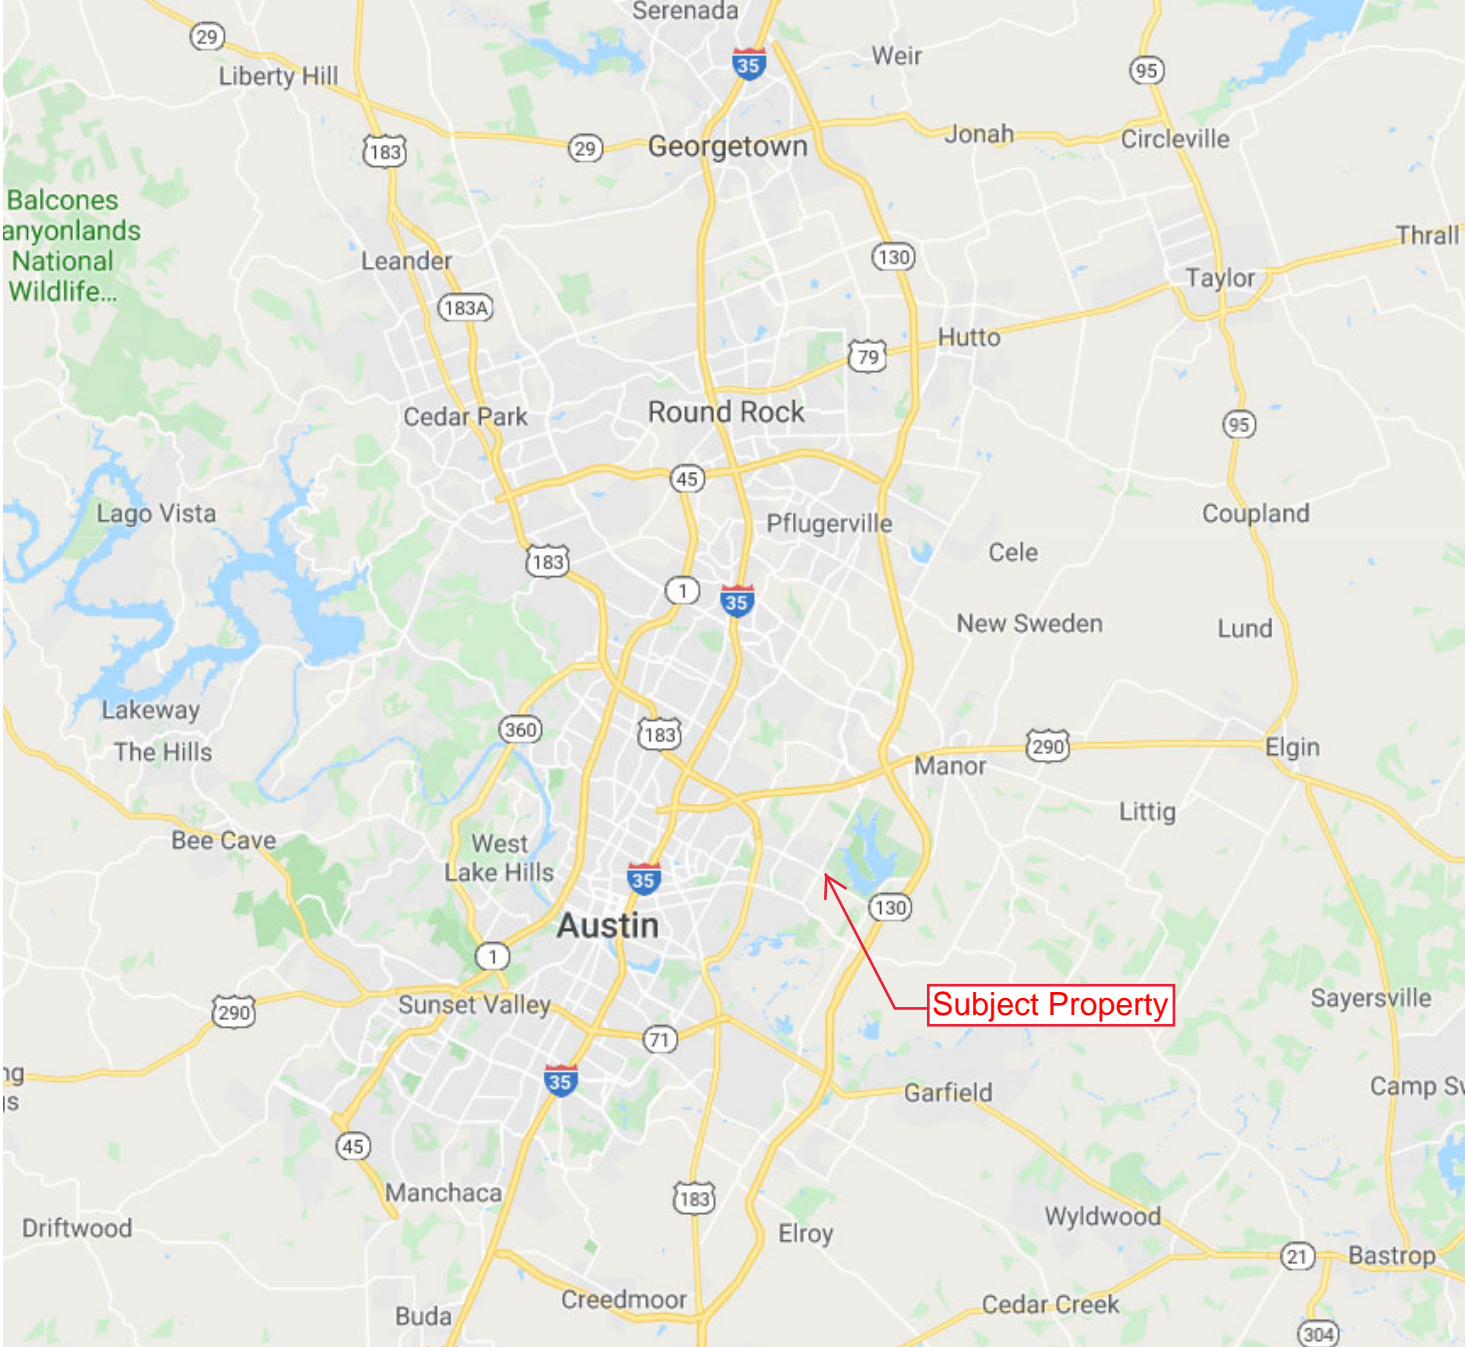 Serenada
29
35
Weir
95
Liberty Hill
183
29
Georgetown
Jonah
Circleville
Balcones
anyonlands
National
Wildlife...
Leander
130
Thrall
Taylor
183A
Hutto
79
Cedar Park
Round Rock
95
45
Lago Vista
Pflugerville
Coupland
Cele
183
1
35
New Sweden
Lund
Lakeway
The Hills
360
183
290
Elgin
Manor
Littig
Bee Cave
West
Lake Hills
35
130
Austin
1
Sunset Valley
290
Subject Property
Sayersville
71
ng
gs
35
Garfield
Camp Sw
45
Manchaca
183
Driftwood
Elroy
Wyldwood
21
Bastrop
Creedmoor
Cedar Creek
Buda
304